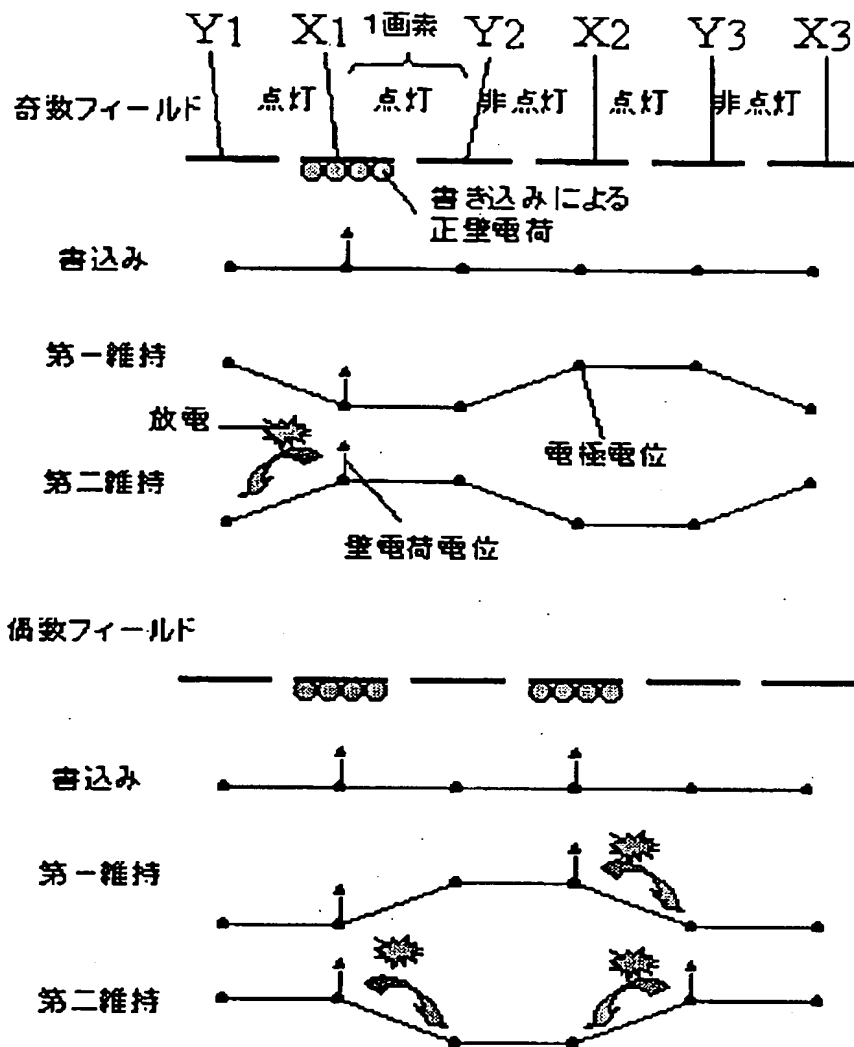 Y1 X1 1画素 Y2 X2 Y3 X3
奇数フィールド 点灯 点灯 非点灯 点灯 非点灯
書き込みによる
正壁電荷
書込み
第一維持
放電
電極電位
第二維持
壁電荷電位
偶数フィールド
書込み
第一維持
第二維持